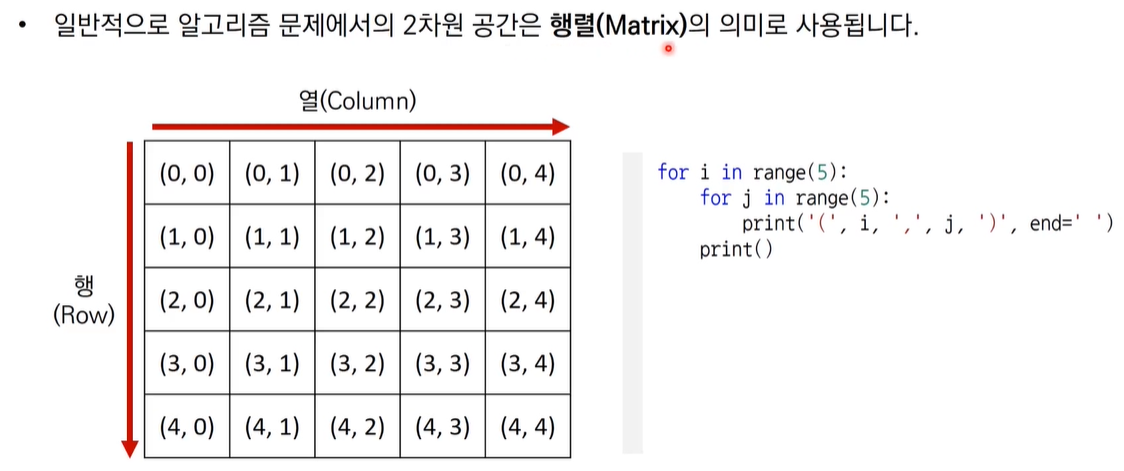 • 일반적으로 알고리즘 문제에서의 2차원 공간은 행렬(Matrix)의 의미로 사용됩니다.
열(Column)
행
(Row)
(0, 0) (0, 1) (0, 2) (0, 3) (0, 4)
(1, 0) (1, 1) (1, 2) (1, 3) (1, 4)
(2, 0) (2, 1) (2, 2) (2, 3) (2, 4)
(3, 0) (3, 1) (3, 2) (3, 3) (3, 4)
(4, 0) (4, 1) (4, 2) (4, 3) (4, 4)
for i in range(5):
    for j in range(5):
        print('(', i, ',', j, ')', end=' ')
    print()